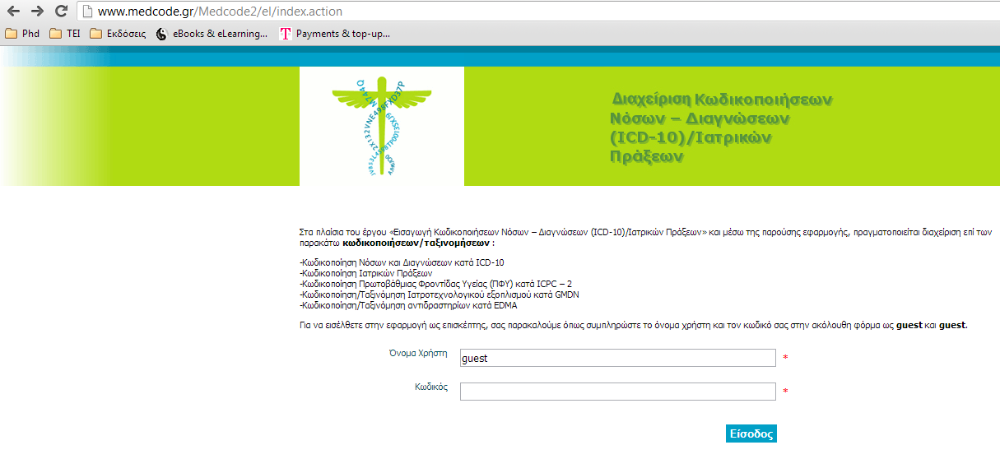 www.medcode.gr/Medcode2/el/index.action
Phd TEI Εκδόσεις eBooks & eLearning... Payments & top-up...
Διαχείριση Κωδικοποιήσεων
Νόσων – Διαγνώσεων
(ICD-10)/Ιατρικών
Πράξεων
Στα πλαίσια του έργου «Εισαγωγή Κωδικοποιήσεων Νόσων – Διαγνώσεων (ICD-10)/Ιατρικών Πράξεων» και μέσω της παρούσης εφαρμογής, πραγματοποιείται διαχείριση επί των
παρακάτω κωδικοποιήσεων/ταξινομήσεων :
-Κωδικοποίηση Νόσων και Διαγνώσεων κατά ICD-10
-Κωδικοποίηση Ιατρικών Πράξεων
-Κωδικοποίηση Πρωτοβάθμιας Φροντίδας Υγείας (ΠΦΥ) κατά ICPC – 2
-Κωδικοποίηση/Ταξινόμηση Ιατροτεχνολογικού εξοπλισμού κατά GMDN
-Κωδικοποίηση/Ταξινόμηση αντιδραστηρίων κατά EDMA
Για να εισέλθετε στην εφαρμογή ως επισκέπτης, σας παρακαλούμε όπως συμπληρώστε το όνομα χρήστη και τον κωδικό σας στην ακόλουθη φόρμα ως guest και guest.
Όνομα Χρήστη guest *
Κωδικός *
Είσοδος